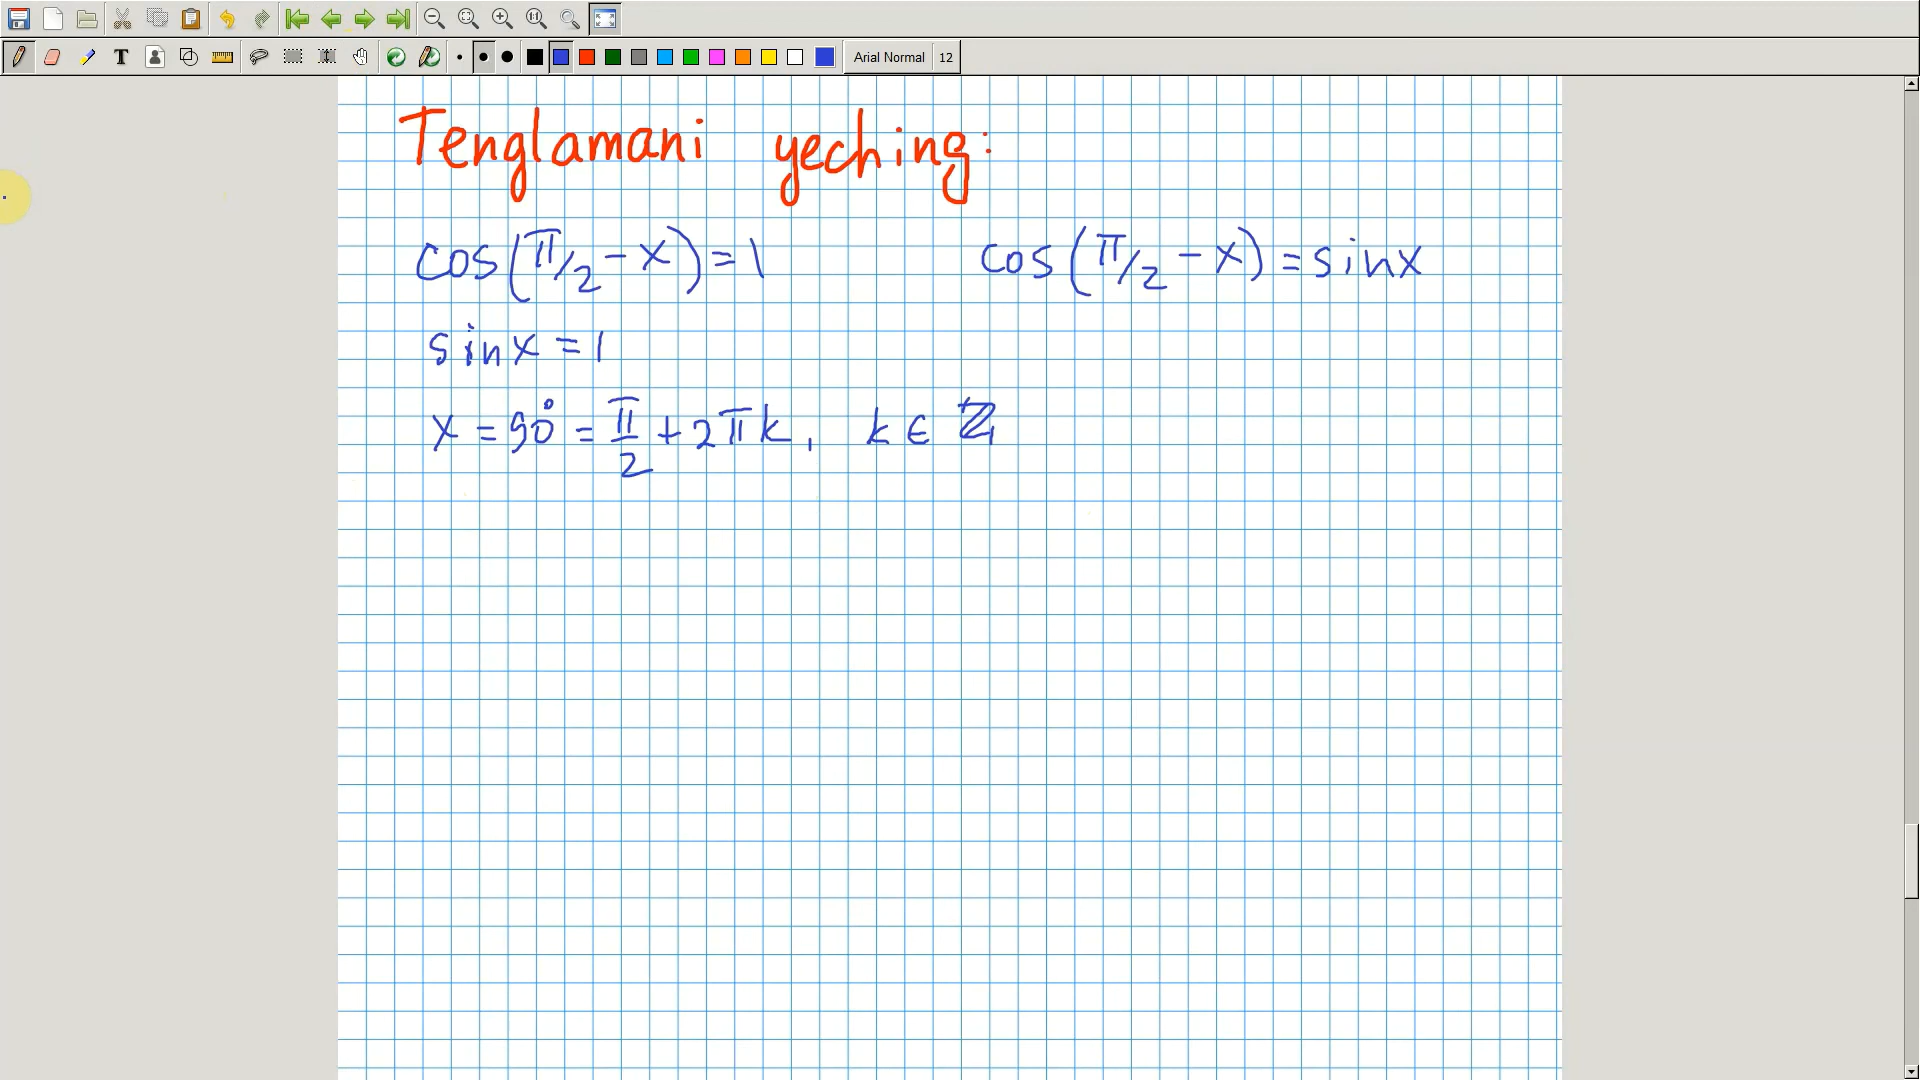 Arial Normal 12
Tenglamani yeching:
cos(π/2 - x) = 1 cos(π/2 - x) = sinx
sinx = 1
x = 90° = π/2 + 2πk, k ∈ ℤ